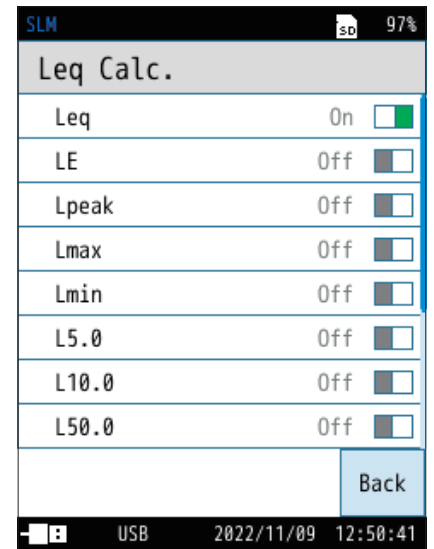 SLM SD 97%
Leq Calc.
Leq On
LE Off
Lpeak Off
Lmax Off
Lmin Off
L5.0 Off
L10.0 Off
L50.0 Off
Back
USB 2022/11/09 12:50:41